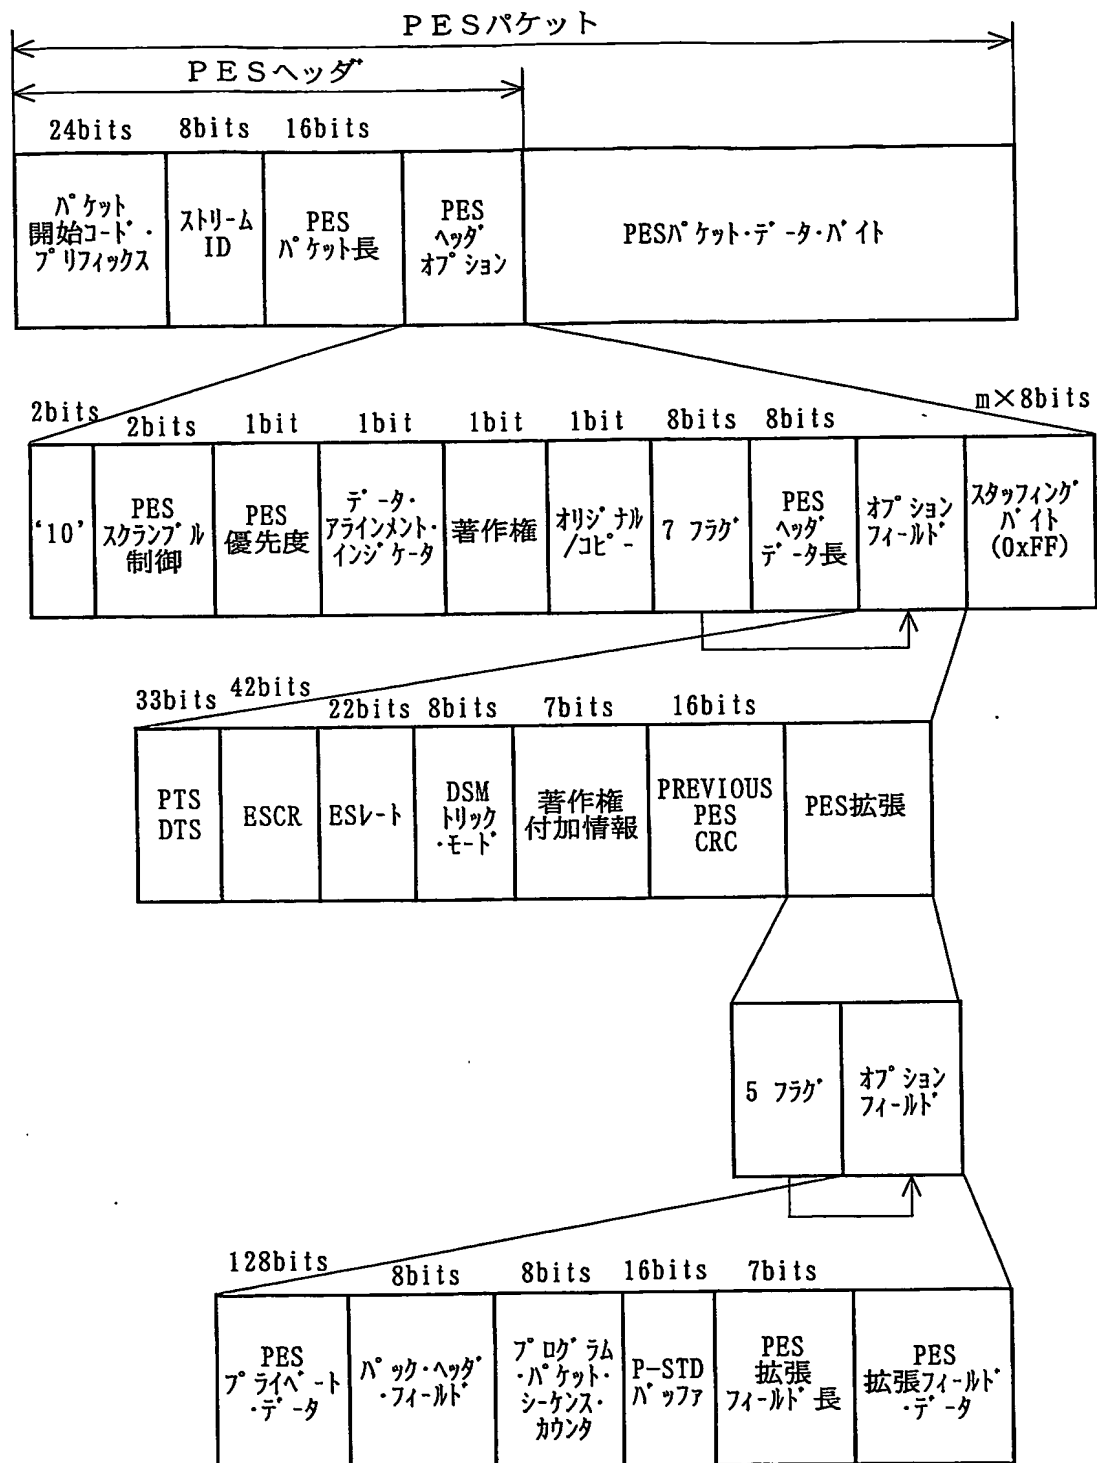 PESパケット
PESヘッダ
24bits 8bits 16bits
パケット
開始コード・
プリフィックス
ストリーム
ID
PES
パケット長
PES
ヘッダ
オプション
PESパケット・データ・バイト
2bits 2bits 1bit 1bit 1bit 1bit 8bits 8bits m×8bits
‘10’
PES
スクランブル
制御
PES
優先度
データ・
アラインメント・
インジケータ
著作権
オリジナル
/コピー
7 フラグ
PES
ヘッダ
データ長
オプション
フィールド
スタッフィング
バイト
(0xFF)
33bits 42bits 22bits 8bits 7bits 16bits
PTS
DTS
ESCR
ESレート
DSM
トリック
・モード
著作権
付加情報
PREVIOUS
PES
CRC
PES拡張
5 フラグ
オプション
フィールド
128bits 8bits 8bits 16bits 7bits
PES
プライベート
・データ
パック・ヘッダ
・フィールド
プログラム
・パケット・
シーケンス・
カウンタ
P-STD
バッファ
PES
拡張
フィールド長
PES
拡張フィールド
・データ